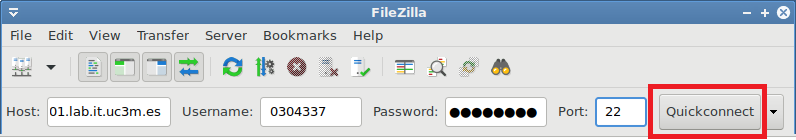 FileZilla
File Edit View Transfer Server Bookmarks Help
Host: 01.lab.it.uc3m.es Username: 0304337 Password: ●●●●●●●● Port: 22 Quickconnect